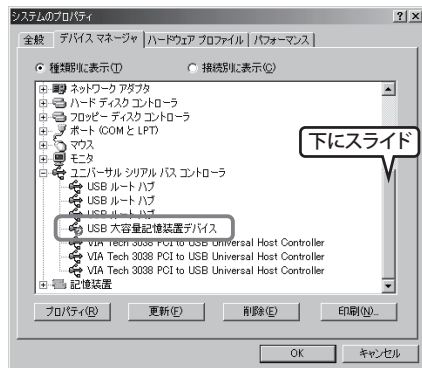 システムのプロパティ
全般 デバイス マネージャ ハードウェア プロファイル パフォーマンス
種類別に表示(T) 接続別に表示(C)
ネットワーク アダプタ
ハード ディスク コントローラ
フロッピー ディスク コントローラ
ポート (COM と LPT)
マウス
モニタ
ユニバーサル シリアル バス コントローラ
USB ルート ハブ
USB ルート ハブ
USB ルート ハブ
USB 大容量記憶装置デバイス
VIA Tech 3038 PCI to USB Universal Host Controller
VIA Tech 3038 PCI to USB Universal Host Controller
VIA Tech 3038 PCI to USB Universal Host Controller
記憶装置
下にスライド
プロパティ(R) 更新(F) 削除(E) 印刷(N)...
OK キャンセル